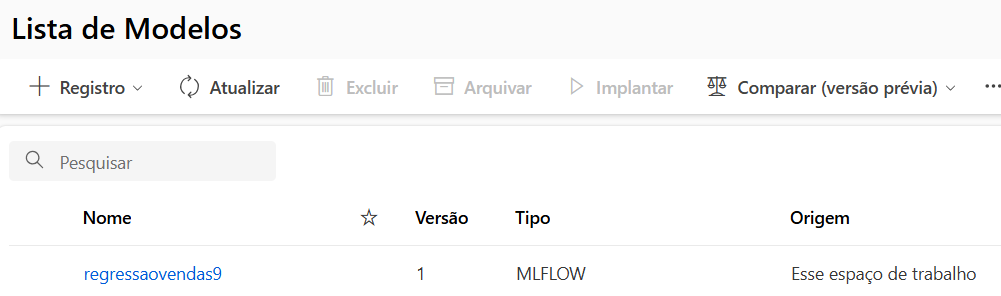 Lista de Modelos
Registro Atualizar Excluir Arquivar Implantar Comparar (versão prévia) ...
Pesquisar
Nome Versão Tipo Origem
regressaovendas9 1 MLFLOW Esse espaço de trabalho